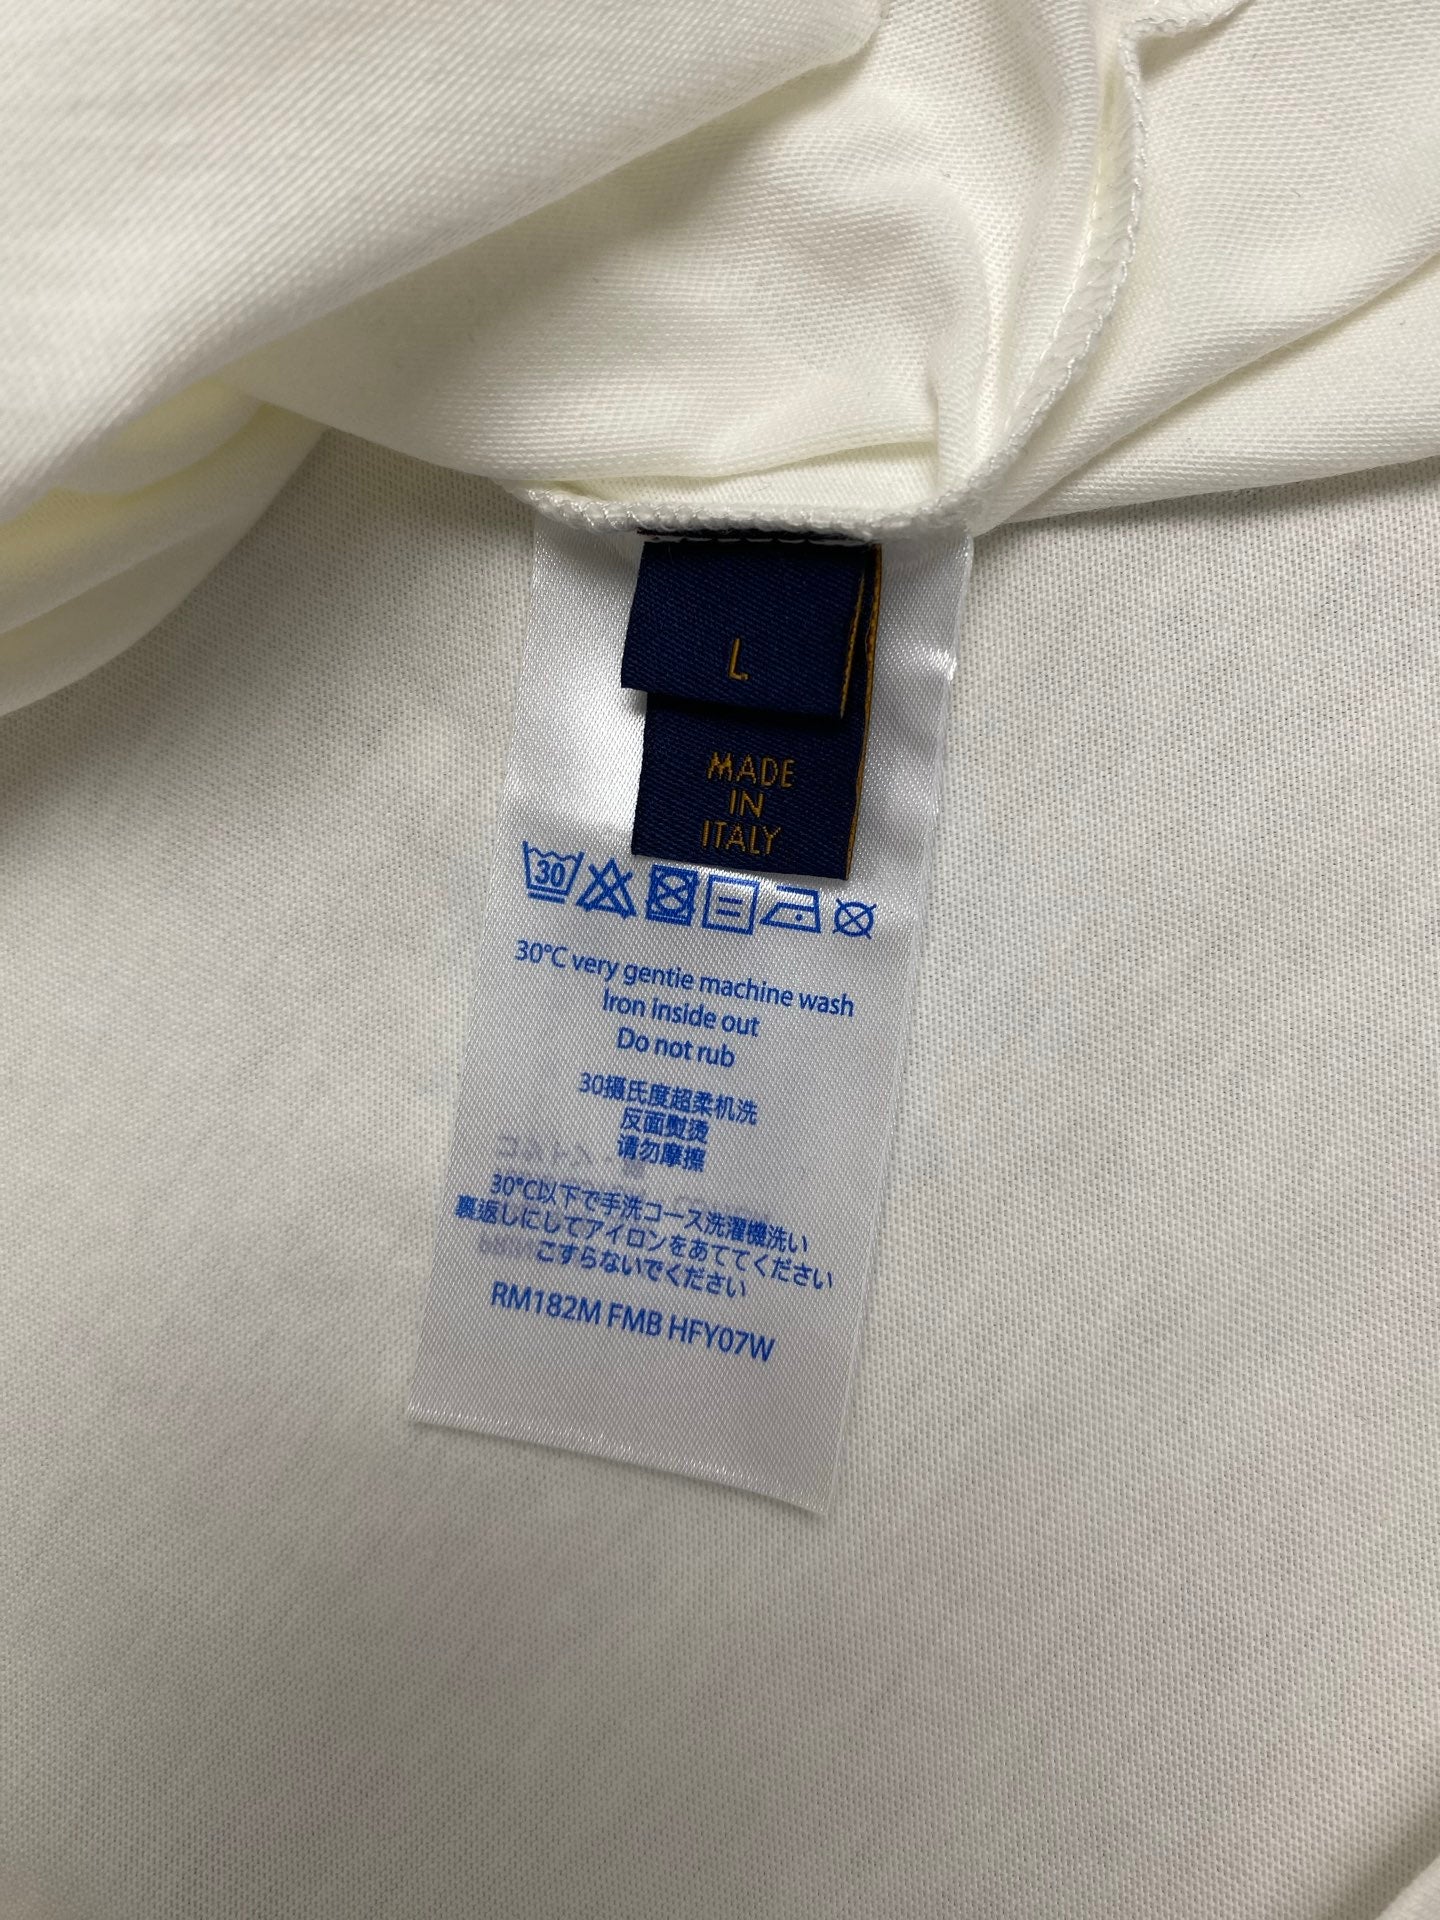 L
MADE
IN
ITALY
30
30°C very gentie machine wash
Iron inside out
Do not rub
30摄氏度超柔机洗
反面熨烫
请勿摩擦
30°C以下で手洗コース洗濯機洗い
裏返しにしてアイロンをあててください
こすらないでください
RM182M FMB HFY07W